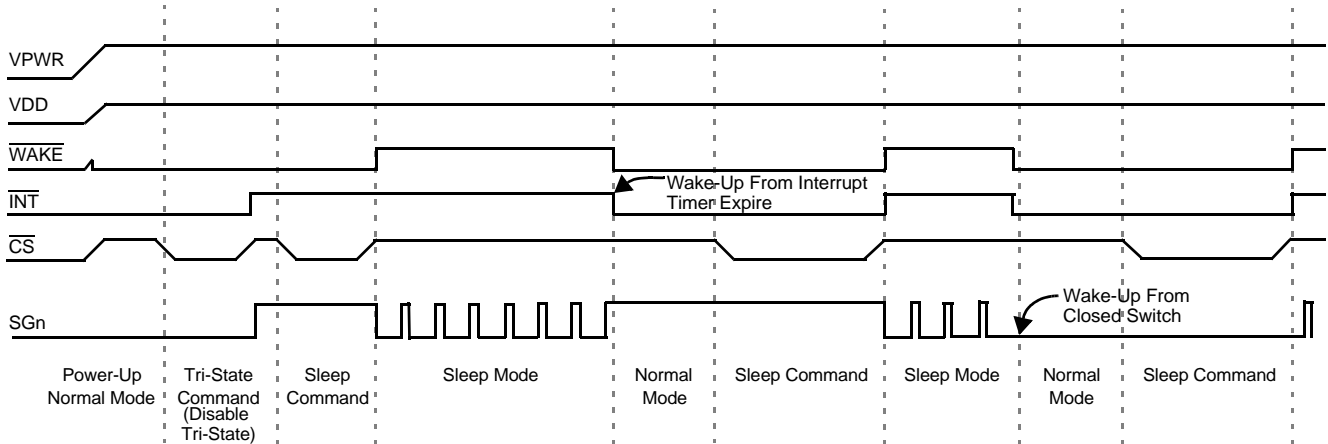 VPWR
VDD
WAKE
INT
CS
SGn
Wake-Up From Interrupt
Timer Expire
Wake-Up From
Closed Switch
Power-Up
Normal Mode
Tri-State
Command
(Disable
Tri-State)
Sleep
Command
Sleep Mode
Normal
Mode
Sleep Command
Sleep Mode
Normal
Mode
Sleep Command